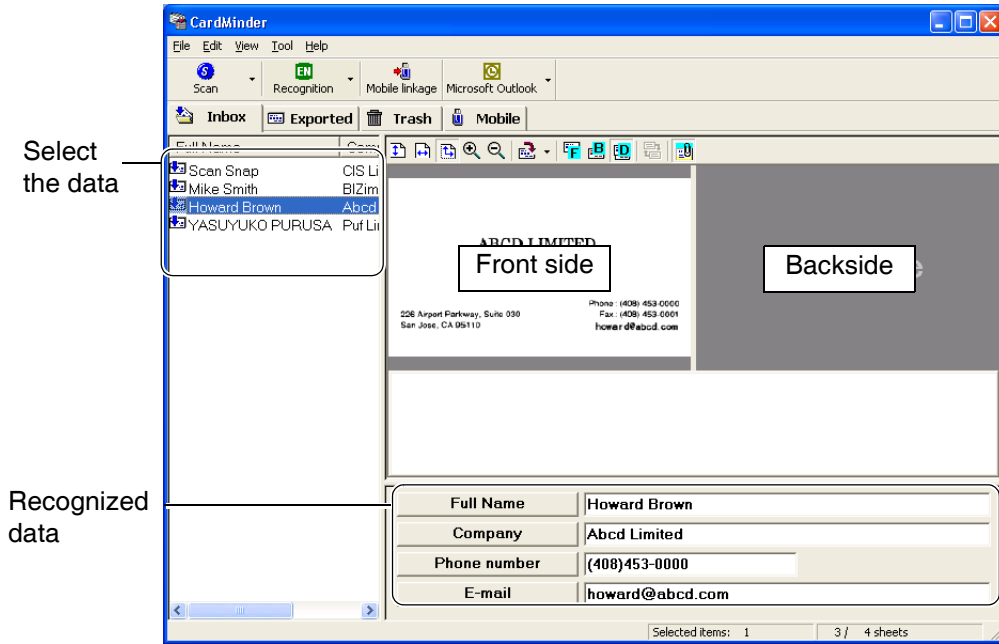 CardMinder
File Edit View Tool Help
Scan Recognition Mobile linkage Microsoft Outlook
Inbox Exported Trash Mobile
Select
the data
Full Name
Scan Snap CIS Li
Mike Smith BIZim
Howard Brown Abcd
YASUYUKO PURUSA Puf Lir
ABCD LIMITED
Front side
Backside
226 Airport Parkway, Suite 030
San Jose, CA 95110
Phone : (408) 453-0000
Fax : (408) 453-0001
howard@abcd.com
Recognized
data
Full Name Howard Brown
Company Abcd Limited
Phone number (408)453-0000
E-mail howard@abcd.com
Selected items: 1 3 / 4 sheets